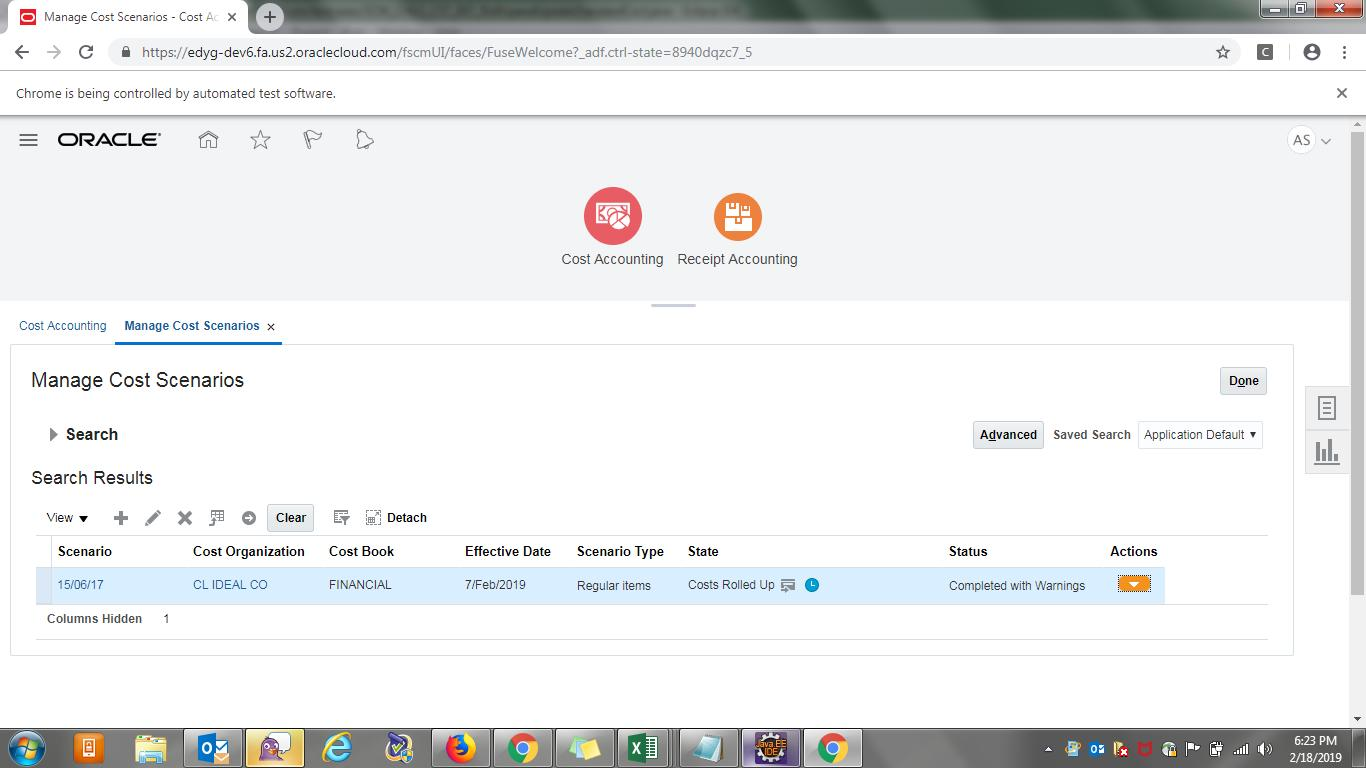 Manage Cost Scenarios - Cost Ac
https://edyg-dev6.fa.us2.oraclecloud.com/fscmUI/faces/FuseWelcome?_adf.ctrl-state=8940dqzc7_5
C
Chrome is being controlled by automated test software.
ORACLE
AS
Cost Accounting
Receipt Accounting
Cost Accounting
Manage Cost Scenarios
Manage Cost Scenarios
Done
Search
Advanced
Saved Search
Application Default
Search Results
View
Clear
Detach
Scenario Cost Organization Cost Book Effective Date Scenario Type State Status Actions
15/06/17 CL IDEAL CO FINANCIAL 7/Feb/2019 Regular items Costs Rolled Up Completed with Warnings
Columns Hidden 1
Java EE
IDE
6:23 PM
2/18/2019